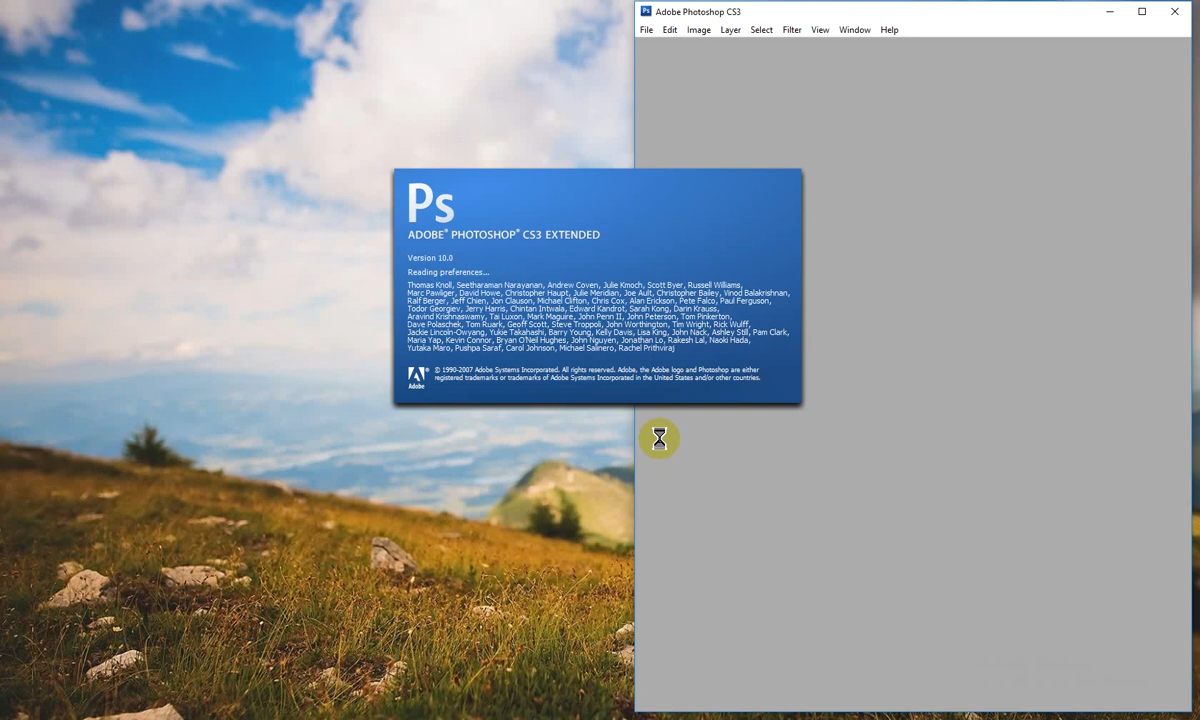 Ps Adobe Photoshop CS3
File Edit Image Layer Select Filter View Window Help
Ps
ADOBE® PHOTOSHOP® CS3 EXTENDED
Version 10.0
Reading preferences...
Thomas Knoll, Seetharaman Narayanan, Andrew Coven, Julie Kmoch, Scott Byer, Russell Williams,
Marc Pawliger, David Howe, Christopher Haupt, Julie Meridian, Joe Ault, Christopher Bailey, Vinod Balakrishnan,
Ralf Berger, Jeff Chien, Jon Clauson, Michael Clifton, Chris Cox, Alan Erickson, Pete Falco, Paul Ferguson,
Todor Georgiev, Jerry Harris, Chintan Intwala, Edward Kandrot, Sarah Kong, Darin Krauss,
Aravind Krishnaswamy, Tai Luxon, Mark Maguire, John Penn II, John Peterson, Tom Pinkerton,
Dave Polaschek, Tom Ruark, Geoff Scott, Steve Troppoli, John Worthington, Tim Wright, Rick Wulff,
Jackie Lincoln-Owyang, Yukie Takahashi, Barry Young, Kelly Davis, Lisa King, John Nack, Ashley Still, Pam Clark,
Maria Yap, Kevin Connor, Bryan O'Neil Hughes, John Nguyen, Jonathan Lo, Rakesh Lal, Naoki Hada,
Yutaka Maro, Pushpa Saraf, Carol Johnson, Michael Salinero, Rachel Prithviraj
© 1990-2007 Adobe Systems Incorporated. All rights reserved. Adobe, the Adobe logo and Photoshop are either
registered trademarks or trademarks of Adobe Systems Incorporated in the United States and/or other countries.
Adobe